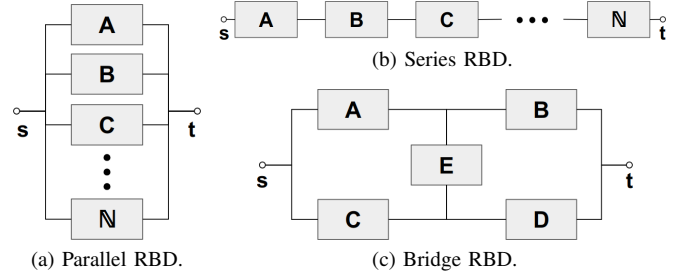 A
B
s
C
t
ℕ
(a) Parallel RBD.
s A B C ℕ t
(b) Series RBD.
A B
s E t
C D
(c) Bridge RBD.